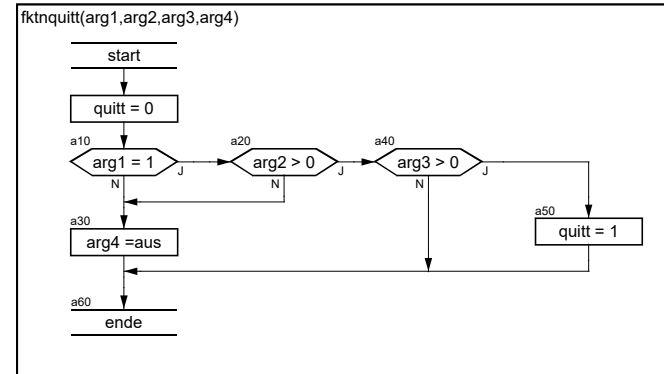 fktnquitt(arg1,arg2,arg3,arg4)
start
quitt = 0
a10
arg1 = 1
J
N
a20
arg2 > 0
J
N
a40
arg3 > 0
J
N
a30
arg4 =aus
a50
quitt = 1
a60
ende